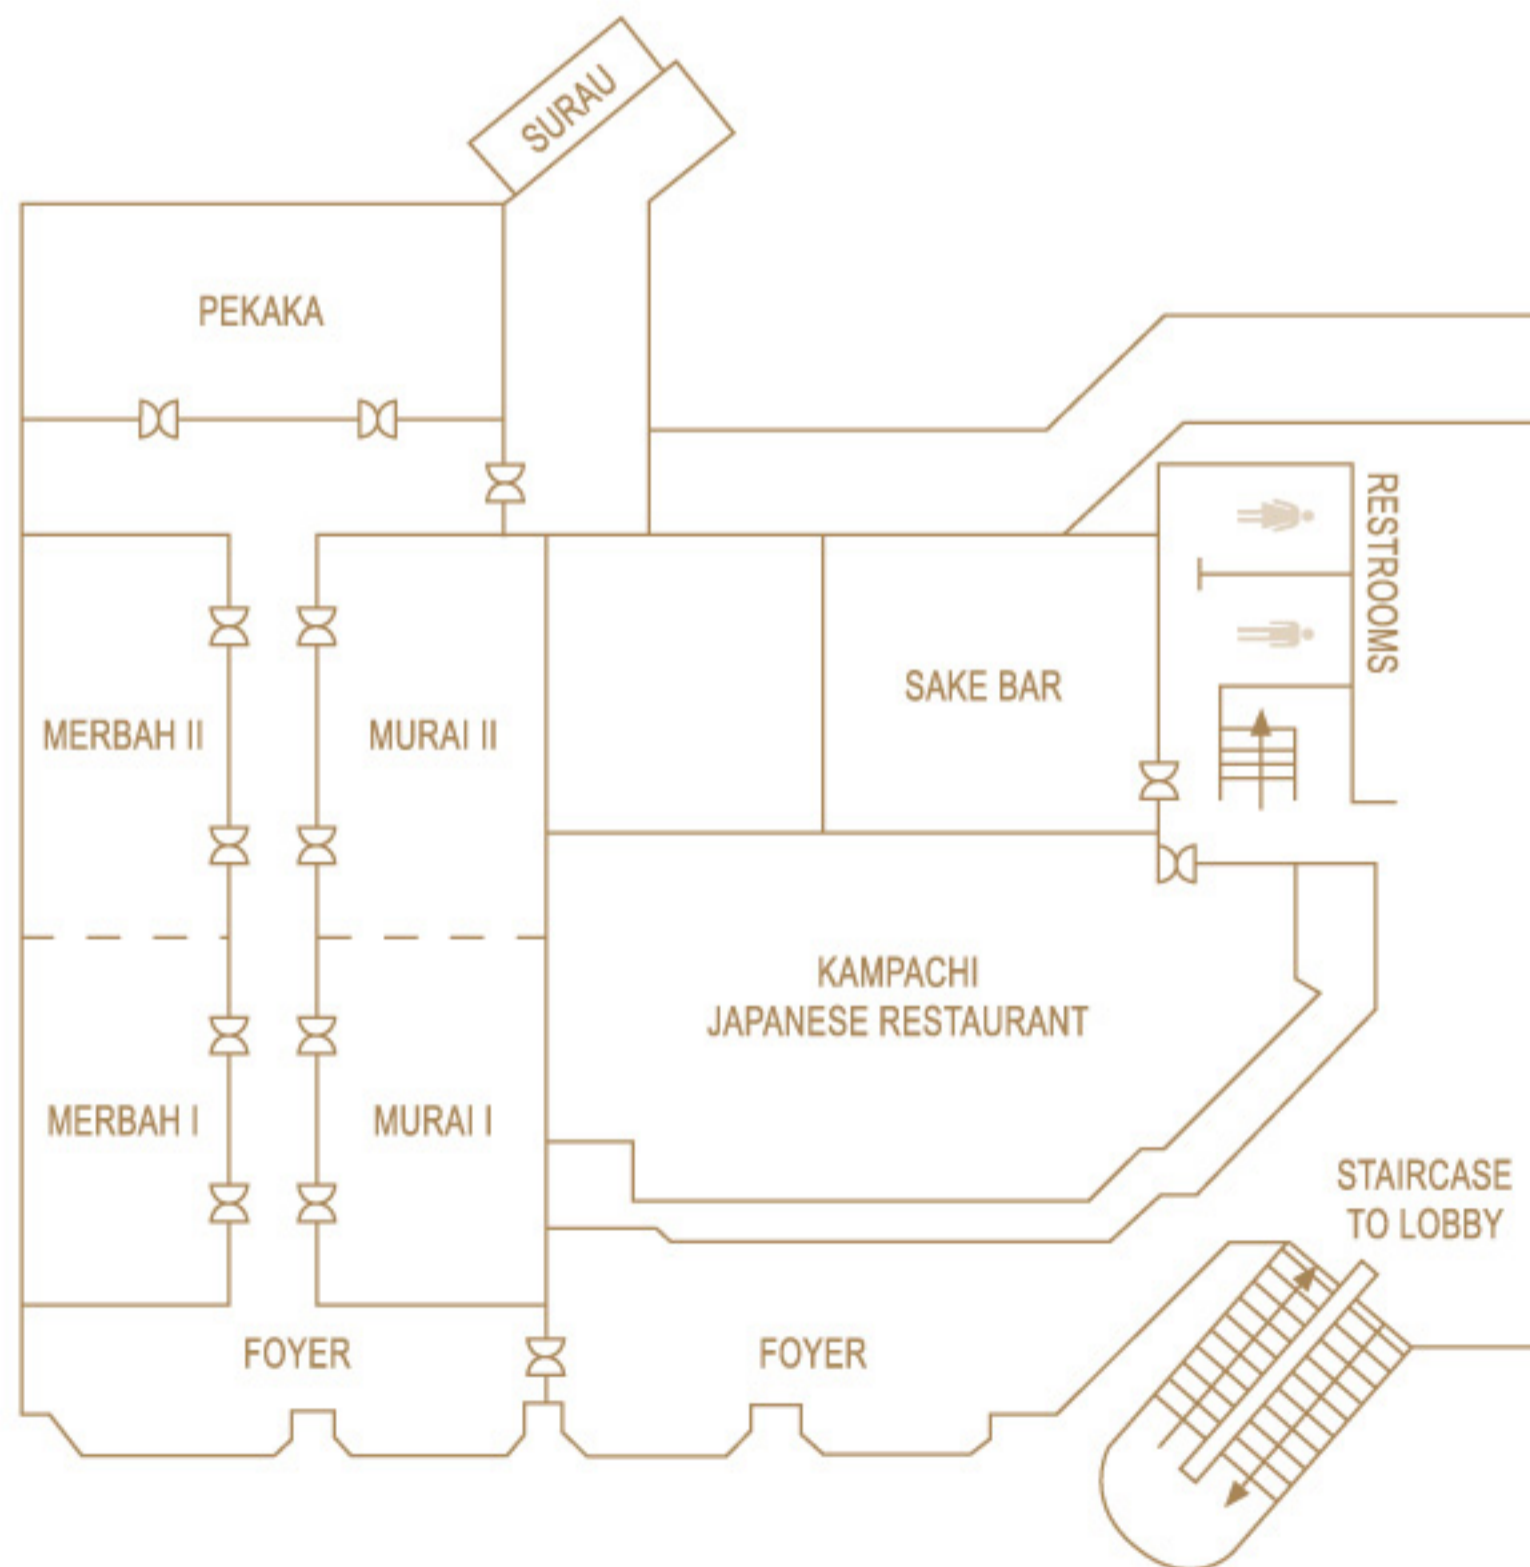 SURAU
PEKAKA
RESTROOMS
SAKE BAR
MERBAH II
MURAI II
KAMPACHI
JAPANESE RESTAURANT
MERBAH I
MURAI I
STAIRCASE
TO LOBBY
FOYER
FOYER